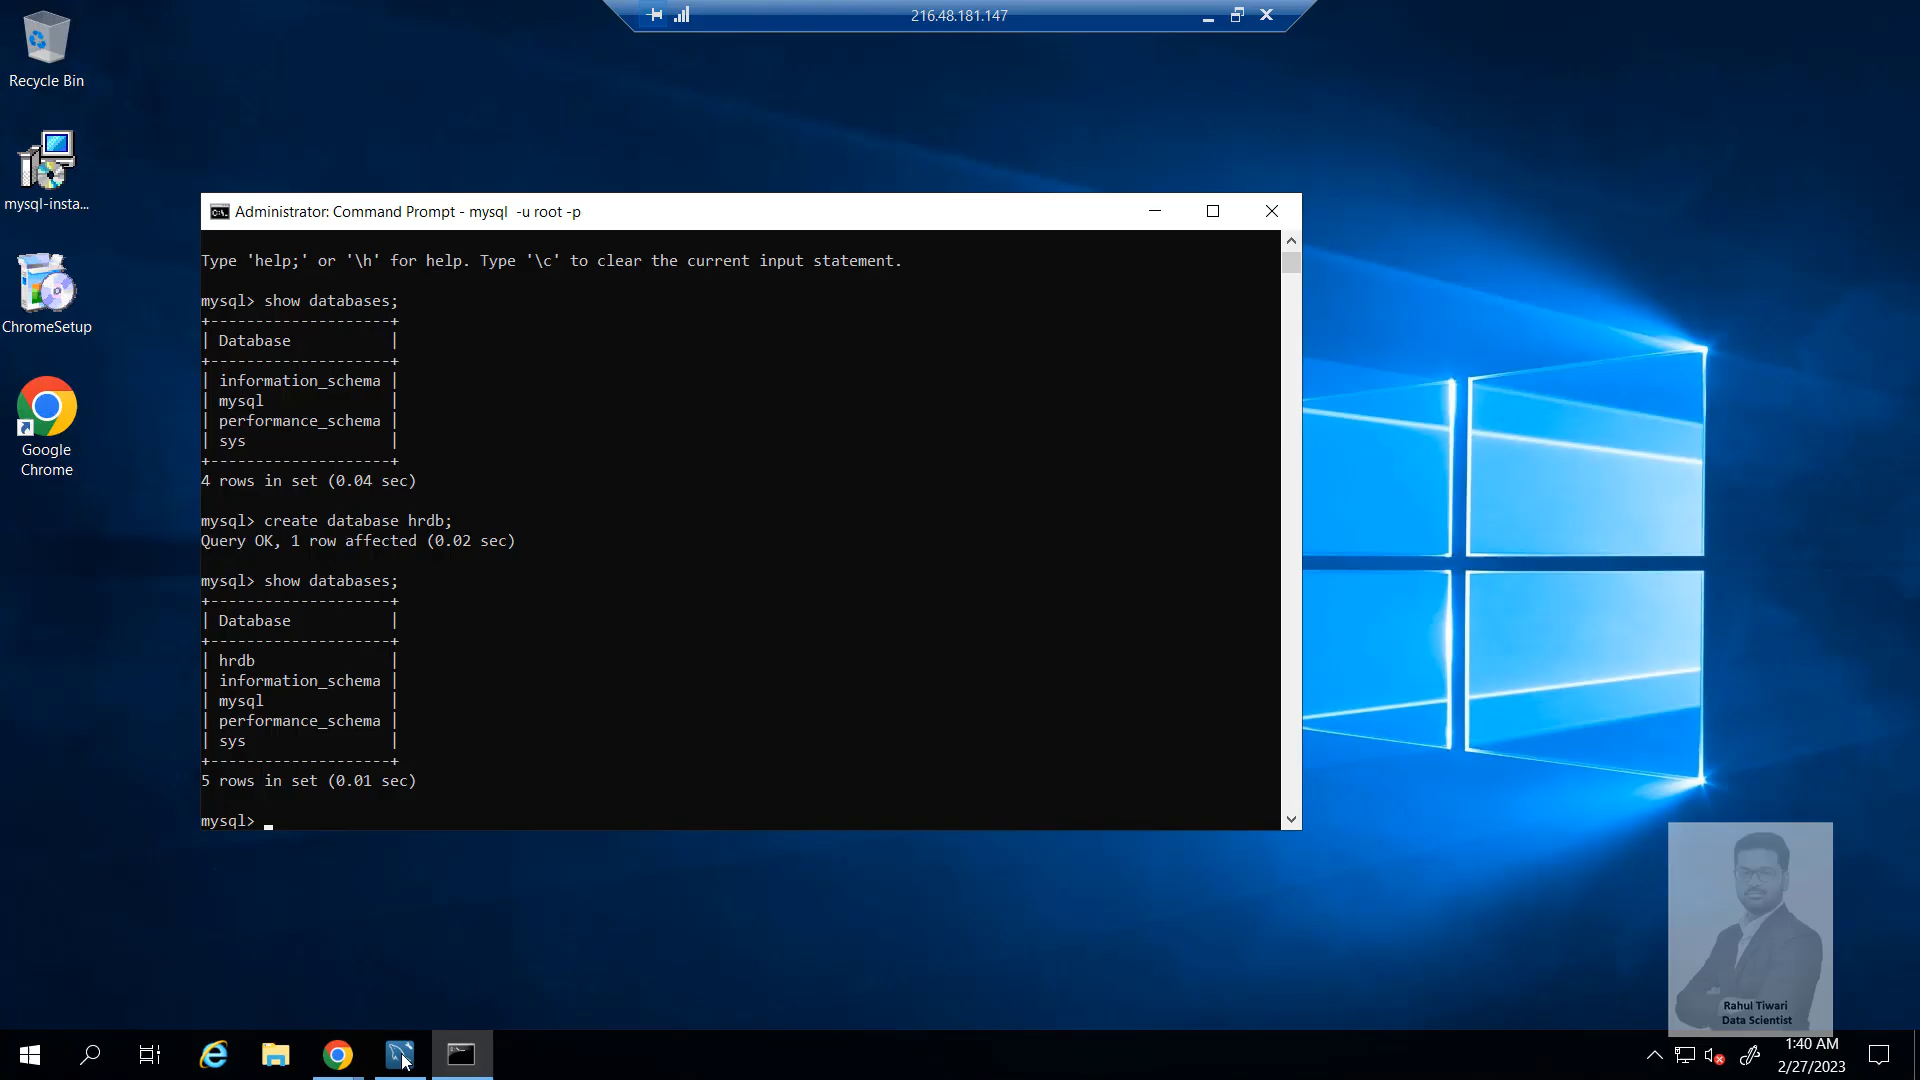 216.48.181.147
Recycle Bin
mysql-insta...
ChromeSetup
Google
Chrome
Administrator: Command Prompt - mysql  -u root -p
Type 'help;' or '\h' for help. Type '\c' to clear the current input statement.
mysql> show databases;
+--------------------+
| Database           |
+--------------------+
| information_schema |
| mysql              |
| performance_schema |
| sys                |
+--------------------+
4 rows in set (0.04 sec)
mysql> create database hrdb;
Query OK, 1 row affected (0.02 sec)
mysql> show databases;
+--------------------+
| Database           |
+--------------------+
| hrdb               |
| information_schema |
| mysql              |
| performance_schema |
| sys                |
+--------------------+
5 rows in set (0.01 sec)
mysql>
Rahul Tiwari
Data Scientist
1:40 AM
2/27/2023